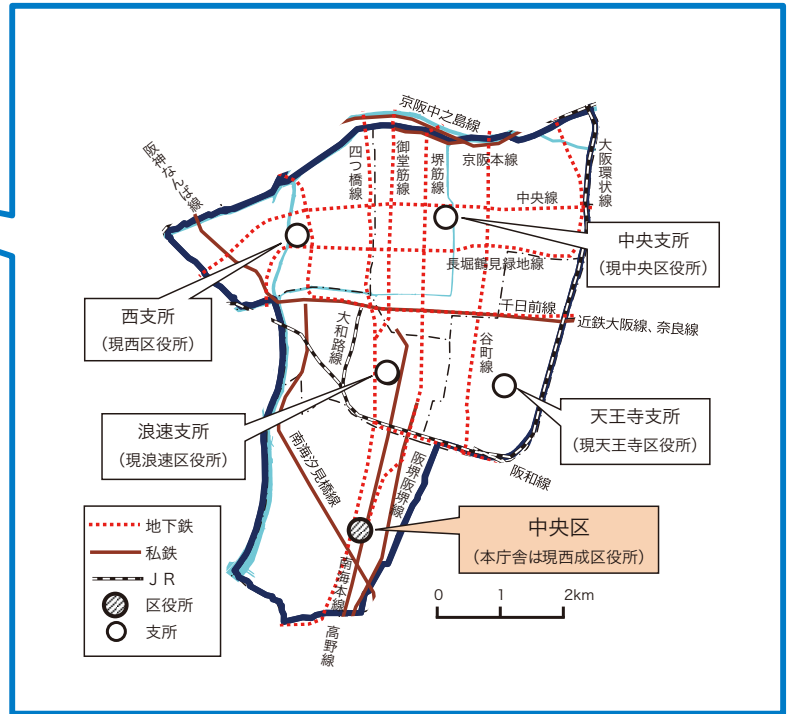 京阪中之島線
阪神なんば線
四つ橋線
御堂筋線
堺筋線
京阪本線
大阪環状線
中央線
中央支所
(現中央区役所)
長堀鶴見緑地線
西支所
(現西区役所)
千日前線
近鉄大阪線、奈良線
大和路線
谷町線
浪速支所
(現浪速区役所)
天王寺支所
(現天王寺区役所)
南海汐見橋線
阪堺阪堺線
阪和線
中央区
(本庁舎は現西成区役所)
地下鉄
私鉄
JR
区役所
支所
南海本線
高野線
0 1 2km